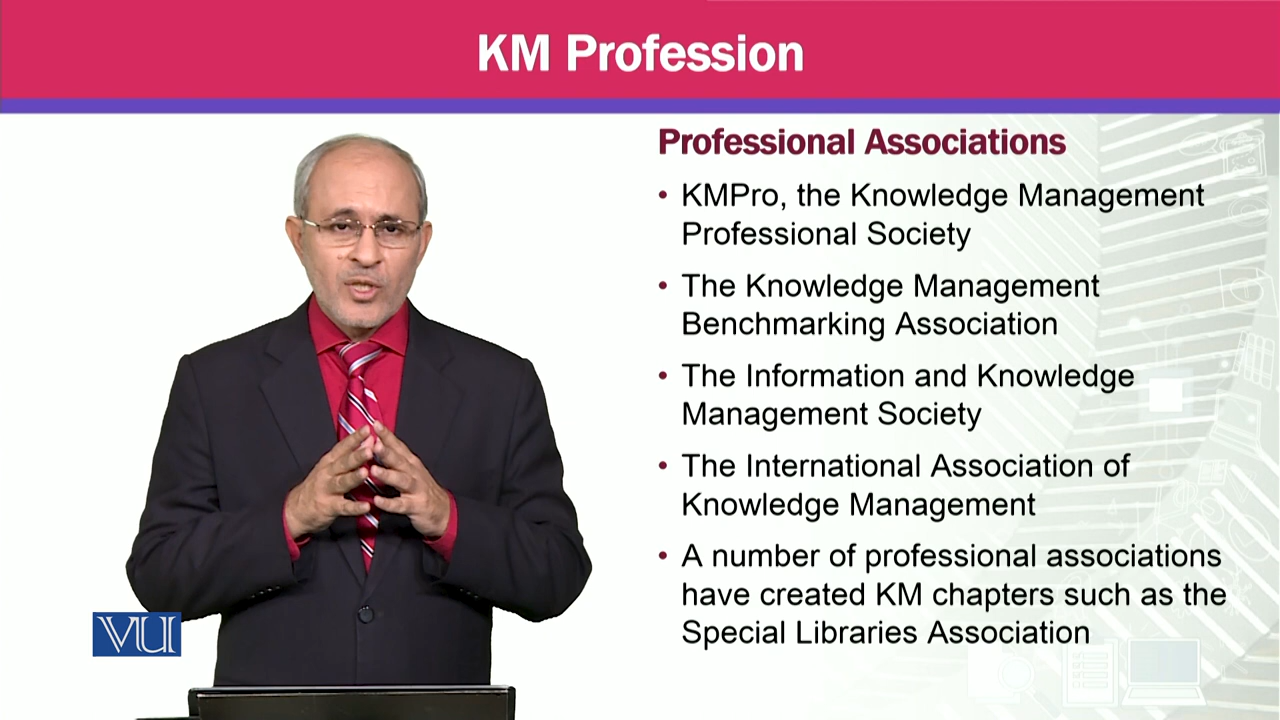 KM Profession
Professional Associations
• KMPro, the Knowledge Management
Professional Society
• The Knowledge Management
Benchmarking Association
• The Information and Knowledge
Management Society
• The International Association of
Knowledge Management
• A number of professional associations
have created KM chapters such as the
Special Libraries Association
VU